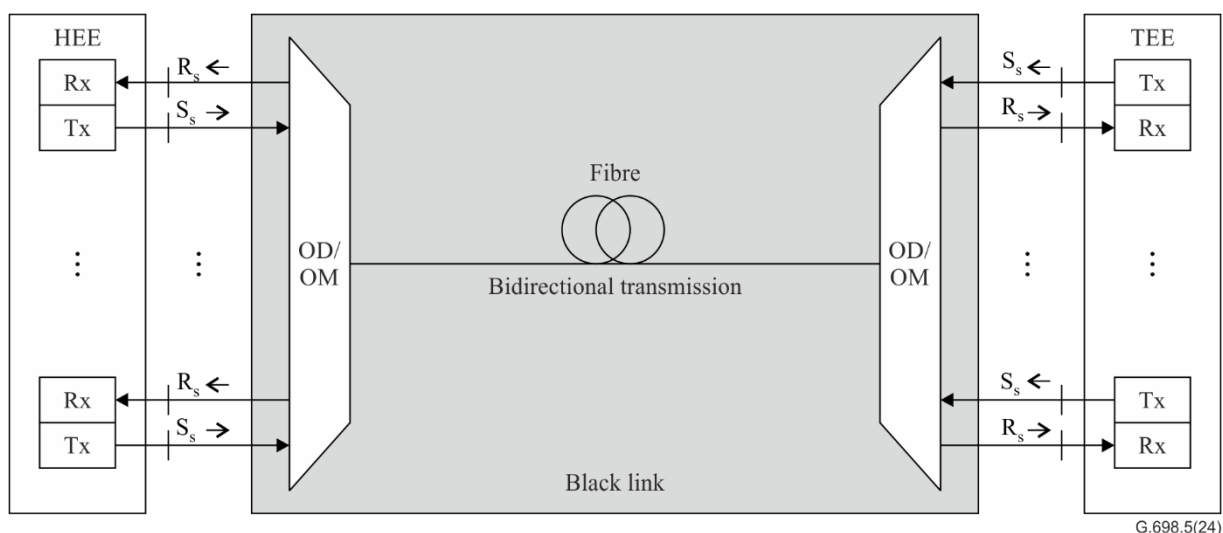 HEE
TEE
Rx
Rs ←
Ss ←
Tx
Tx
Ss →
Rs →
Rx
Fibre
⋮
⋮
OD/
OM
Bidirectional transmission
OD/
OM
⋮
⋮
Rx
Rs ←
Ss ←
Tx
Tx
Ss →
Rs →
Rx
Black link
G.698.5(24)